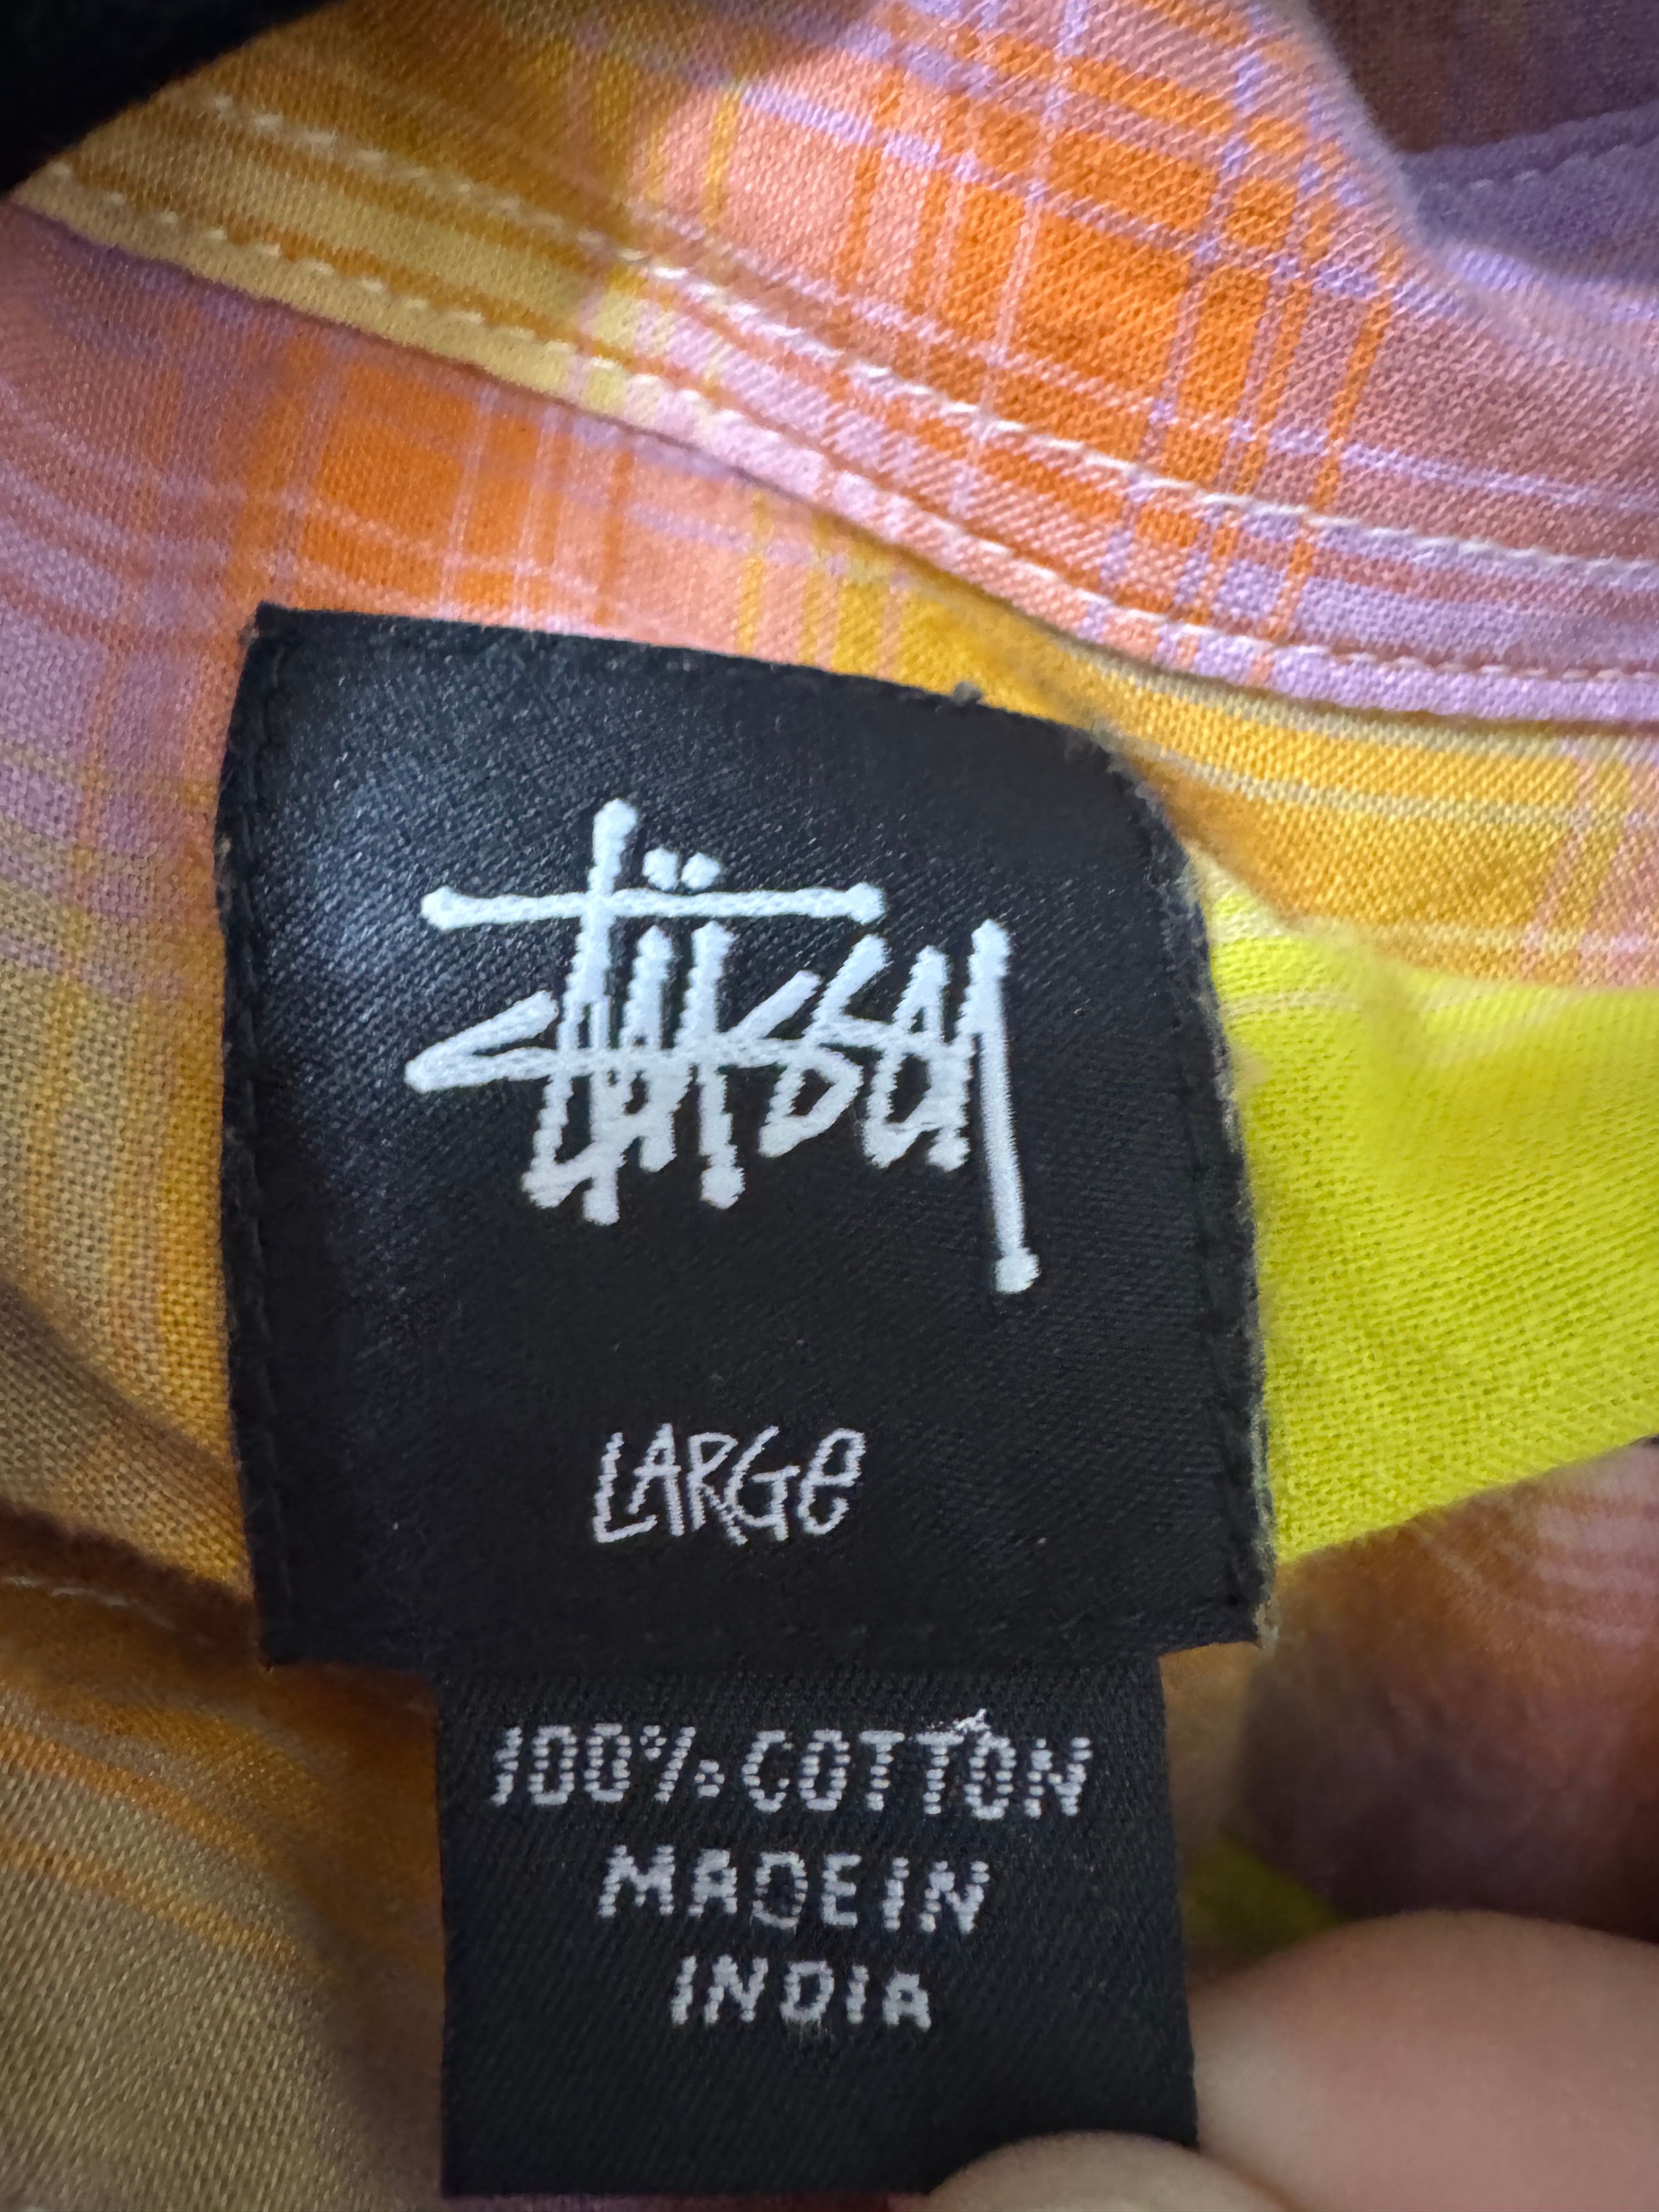 Stüssy
LARGe
100% COTTON
MADE IN
INDIA